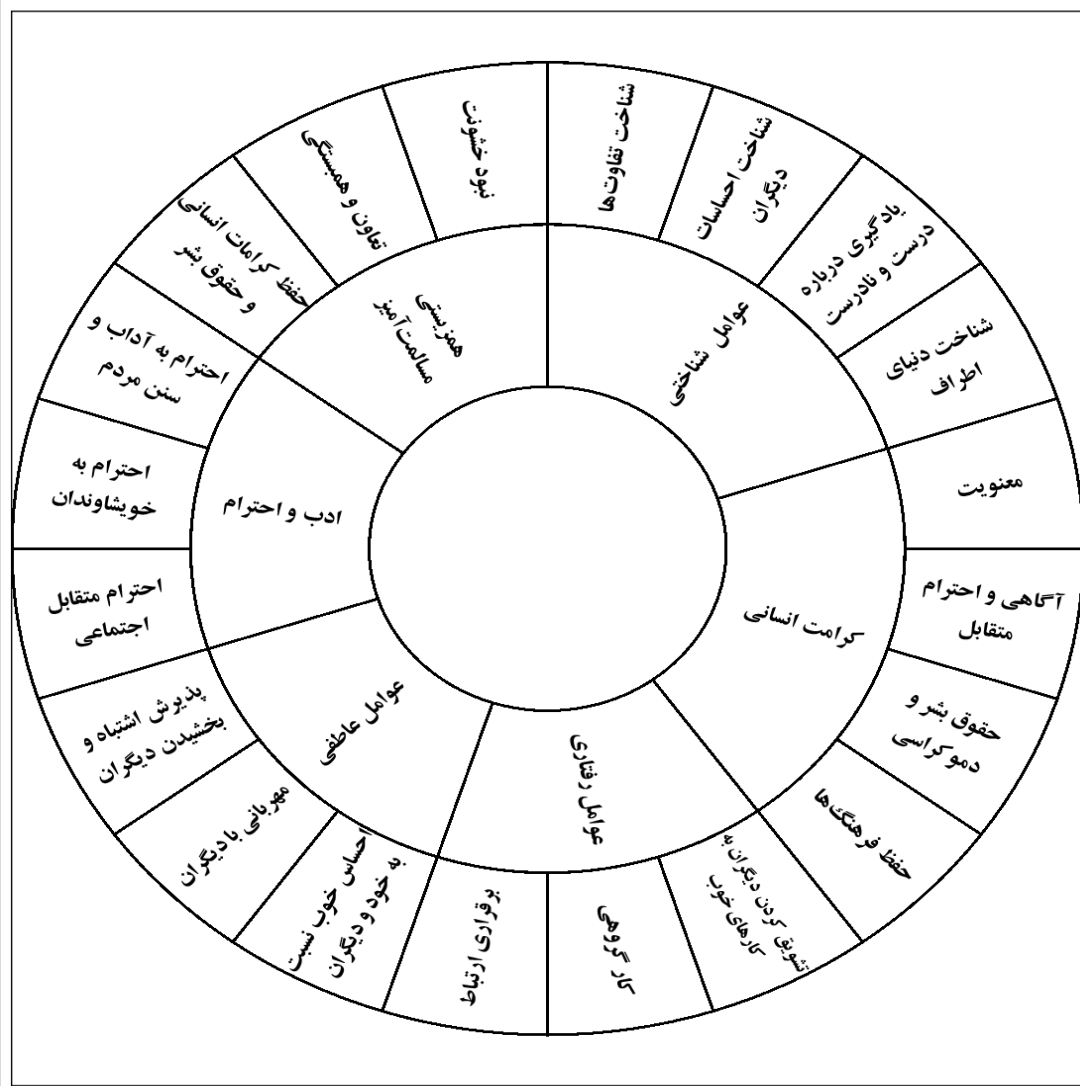 شناخت تفاوت‌ها
شناخت احساسات
دیگران
یادگیری درباره
درست و نادرست
شناخت دنیای
اطراف
معنویت
آگاهی و احترام
متقابل
حقوق بشر و
دموکراسی
حفظ فرهنگ‌ها
تشویق کردن دیگران به
کارهای خوب
کار گروهی
برقراری ارتباط
احساس خوب نسبت
به خود و دیگران
مهربانی با دیگران
پذیرش اشتباه و
بخشیدن دیگران
احترام متقابل
اجتماعی
احترام به
خویشاوندان
احترام به آداب و
سنن مردم
حفظ کرامات انسانی
و حقوق بشر
تعاون و همبستگی
نبود خشونت
عوامل شناختی
کرامت انسانی
عوامل رفتاری
عوامل عاطفی
ادب و احترام
همزیستی
مسالمت‌آمیز